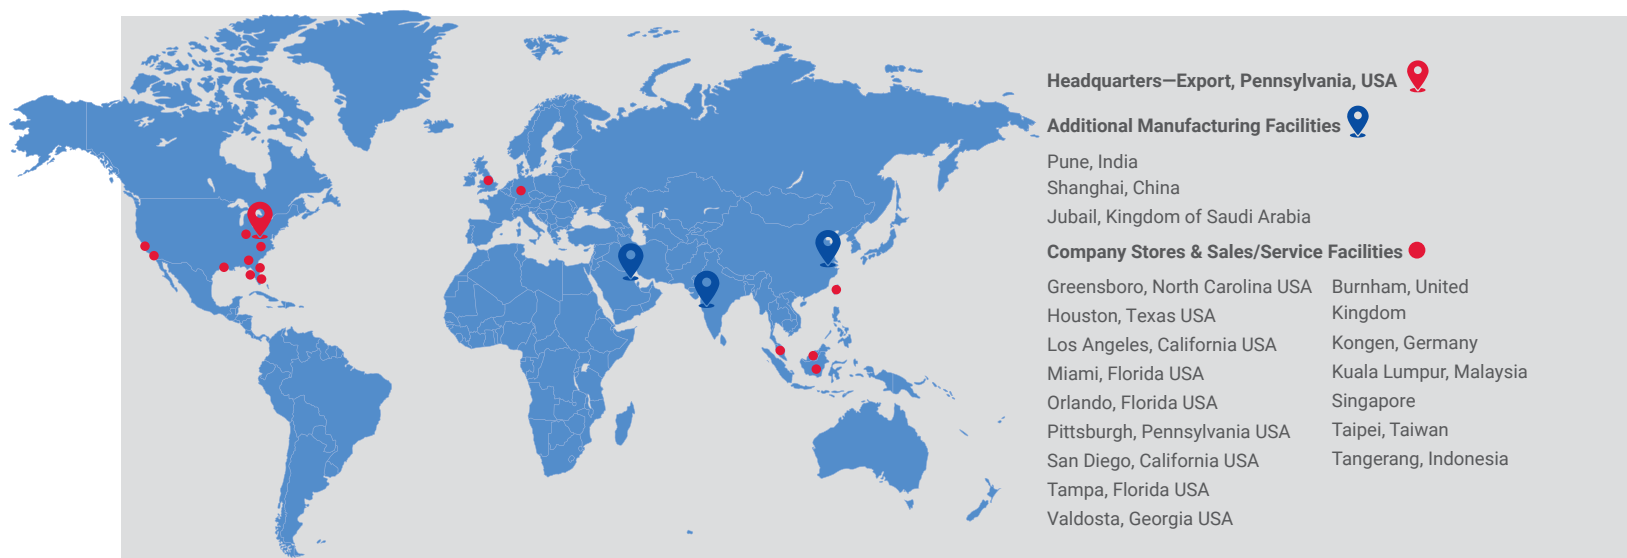 Headquarters—Export, Pennsylvania, USA
Additional Manufacturing Facilities
Pune, India
Shanghai, China
Jubail, Kingdom of Saudi Arabia
Company Stores & Sales/Service Facilities
Greensboro, North Carolina USA
Houston, Texas USA
Los Angeles, California USA
Miami, Florida USA
Orlando, Florida USA
Pittsburgh, Pennsylvania USA
San Diego, California USA
Tampa, Florida USA
Valdosta, Georgia USA
Burnham, United
Kingdom
Kongen, Germany
Kuala Lumpur, Malaysia
Singapore
Taipei, Taiwan
Tangerang, Indonesia